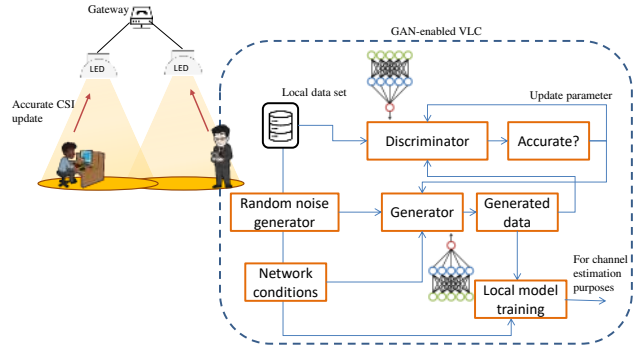 Gateway
GAN-enabled VLC
LED
LED
Accurate CSI
update
Local data set
Update parameter
Discriminator
Accurate?
Random noise
generator
Generator
Generated
data
Network
conditions
Local model
training
For channel
estimation
purposes